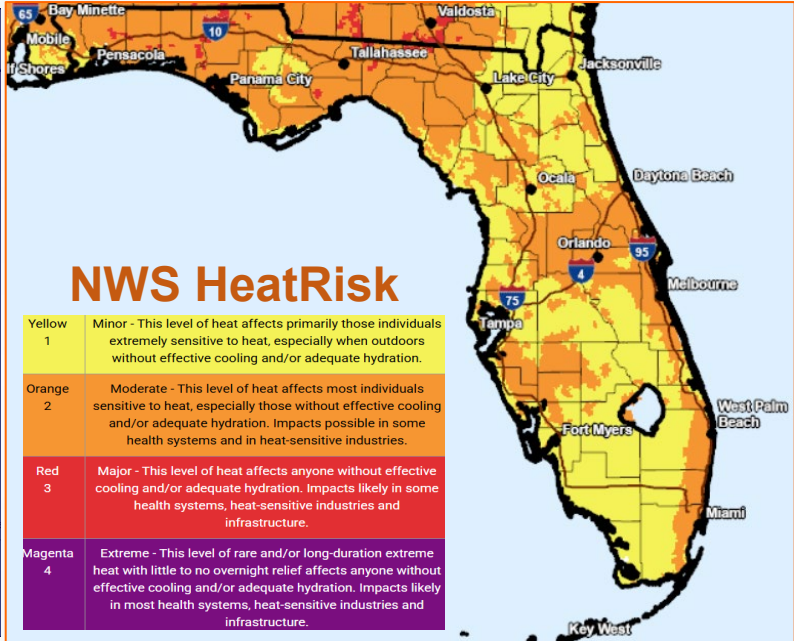 65
Bay Minette
Valdosta
10
Mobile
Pensacola
Tallahassee
Jacksonville
lf Shores
Panama City
Lake City
Ocala
Daytona Beach
Orlando
95
4
NWS HeatRisk
Melbourne
75
Tampa
Yellow
1
Minor - This level of heat affects primarily those individuals
extremely sensitive to heat, especially when outdoors
without effective cooling and/or adequate hydration.
Orange
2
Moderate - This level of heat affects most individuals
sensitive to heat, especially those without effective cooling
and/or adequate hydration. Impacts possible in some
health systems and in heat-sensitive industries.
West Palm
Beach
Fort Myers
Red
3
Major - This level of heat affects anyone without effective
cooling and/or adequate hydration. Impacts likely in some
health systems, heat-sensitive industries and
infrastructure.
Miami
Magenta
4
Extreme - This level of rare and/or long-duration extreme
heat with little to no overnight relief affects anyone without
effective cooling and/or adequate hydration. Impacts likely
in most health systems, heat-sensitive industries and
infrastructure.
Key West